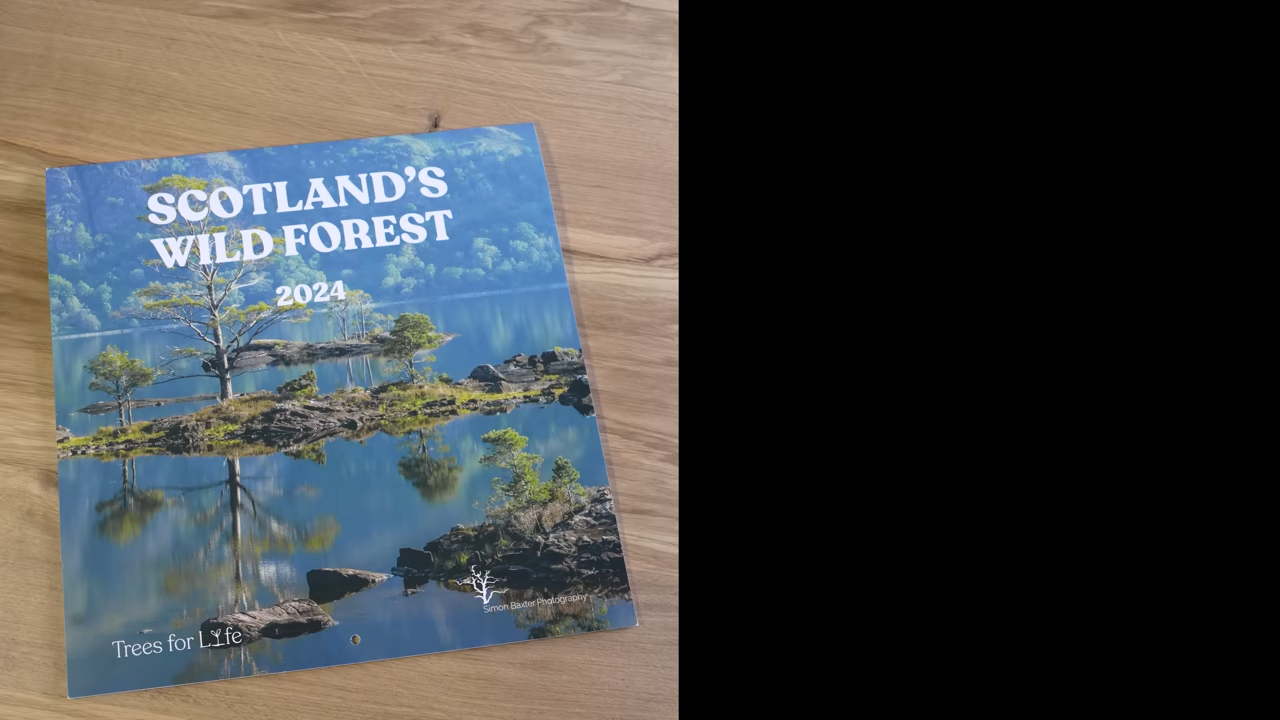 SCOTLAND'S
WILD FOREST
2024
Simon Baxter Photography
Trees for Life